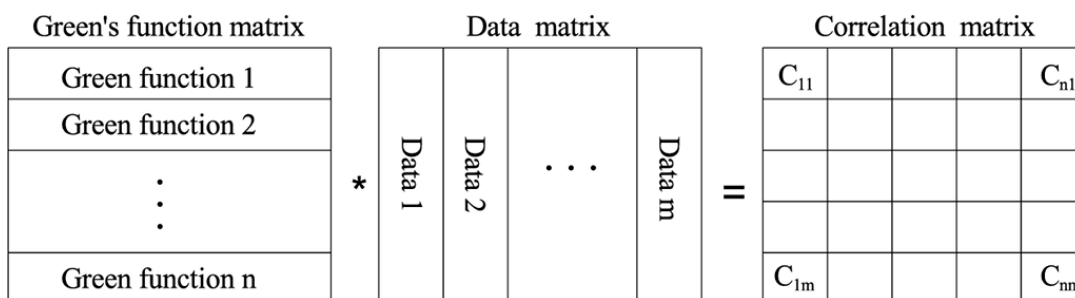 Green's function matrix
Data matrix
Correlation matrix
Green function 1
Green function 2
⋮
Green function n
*
Data 1
Data 2
. . .
Data m
=
C₁₁
Cₙ₁
C₁ₘ
Cₙₙ